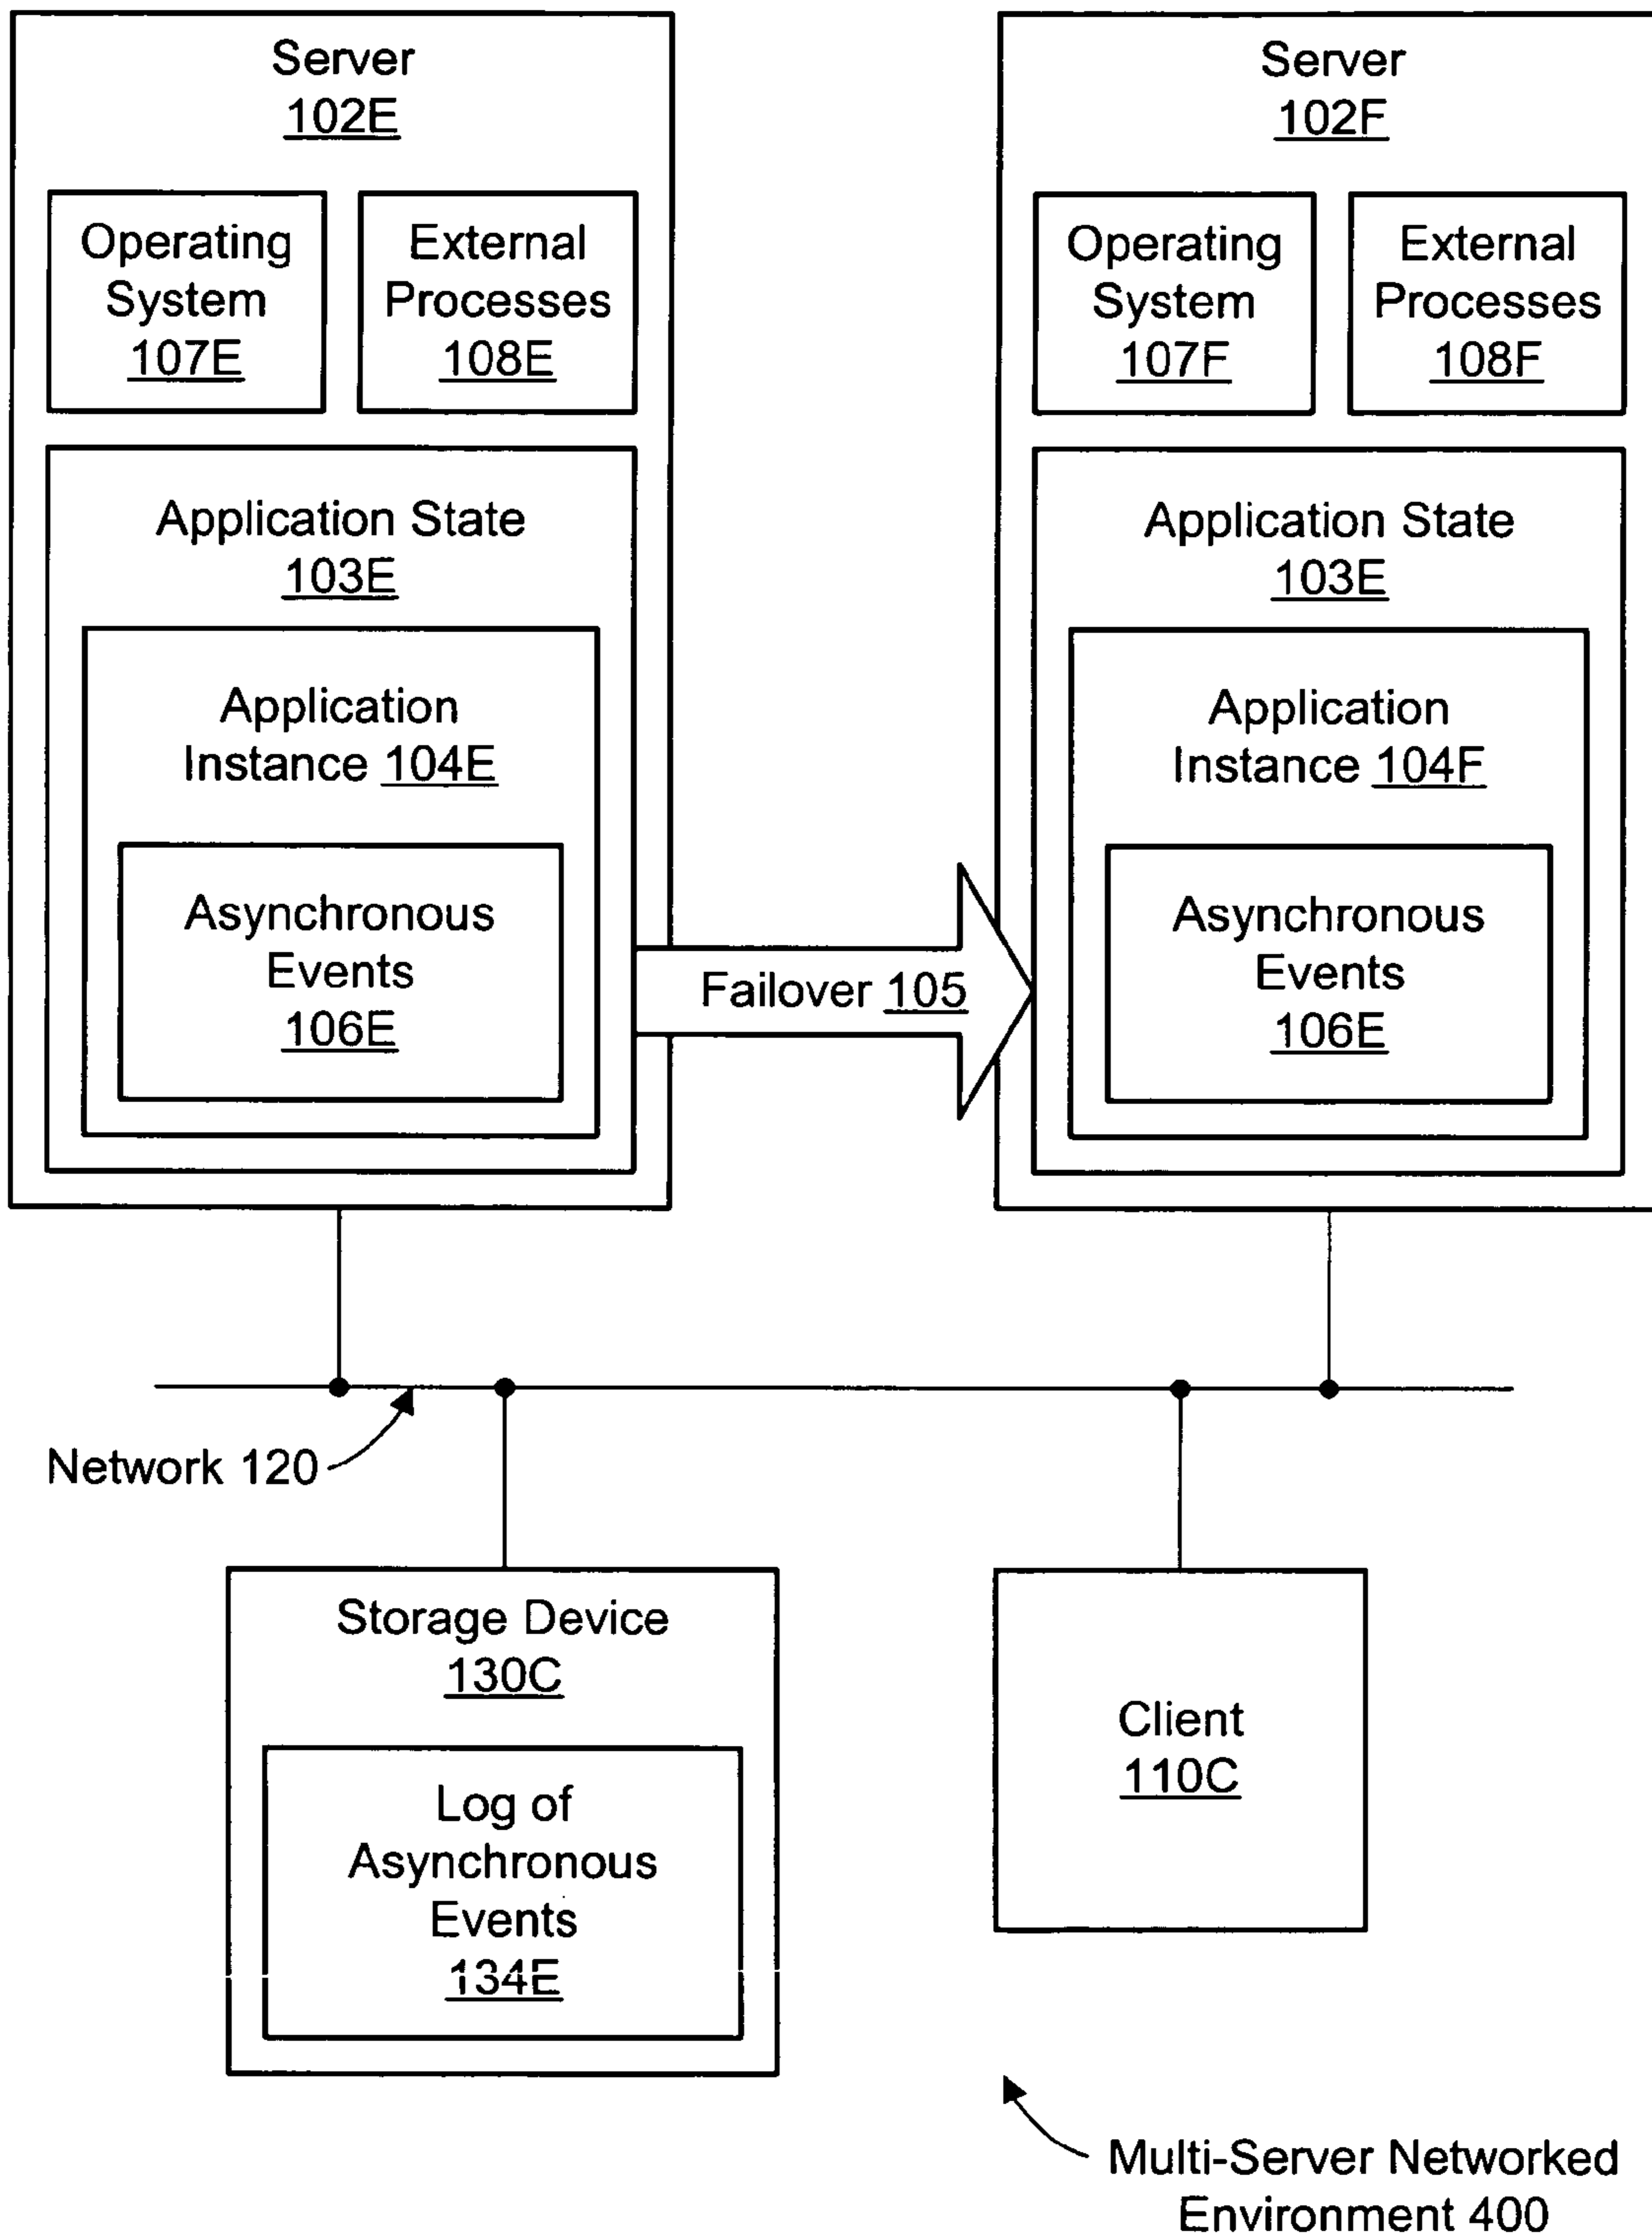 Server
102E
Operating
System
107E
External
Processes
108E
Application State
103E
Application
Instance 104E
Asynchronous
Events
106E
Failover 105
Server
102F
Operating
System
107F
External
Processes
108F
Application State
103E
Application
Instance 104F
Asynchronous
Events
106E
Network 120
Storage Device
130C
Log of
Asynchronous
Events
134E
Client
110C
Multi-Server Networked
Environment 400